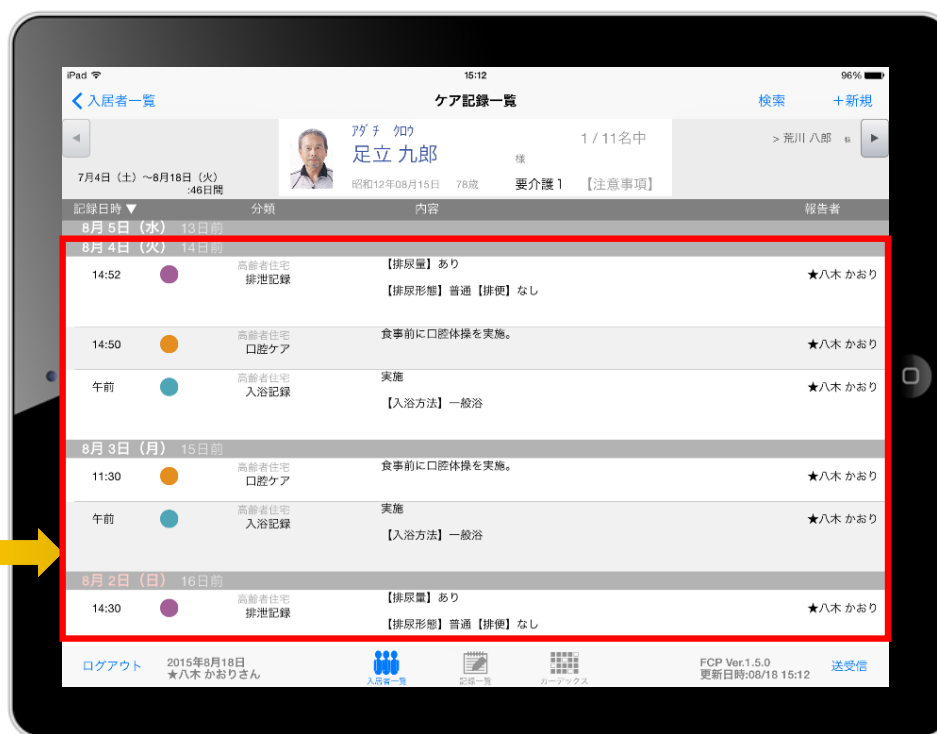 iPad 15:12 96%
入居者一覧 ケア記録一覧 検索 +新規
アダチ クロウ
足立 九郎 様 1 / 11名中 > 荒川 八郎
7月4日（土）～8月18日（火）
:46日間
昭和12年08月15日 78歳 要介護1 【注意事項】
記録日時▼ 分類 内容 報告者
8月 5日（水） 13日前
8月 4日（火） 14日前
14:52 高齢者住宅 排泄記録 【排尿量】あり ★八木 かおり
【排尿形態】普通【排便】なし
14:50 高齢者住宅 口腔ケア 食事前に口腔体操を実施。 ★八木 かおり
午前 高齢者住宅 入浴記録 実施 ★八木 かおり
【入浴方法】一般浴
8月 3日（月） 15日前
11:30 高齢者住宅 口腔ケア 食事前に口腔体操を実施。 ★八木 かおり
午前 高齢者住宅 入浴記録 実施 ★八木 かおり
【入浴方法】一般浴
8月 2日（日） 16日前
14:30 高齢者住宅 排泄記録 【排尿量】あり ★八木 かおり
【排尿形態】普通【排便】なし
ログアウト 2015年8月18日
★八木 かおりさん
入居者一覧 記録一覧 カーデックス
FCP Ver.1.5.0
更新日時:08/18 15:12 送受信